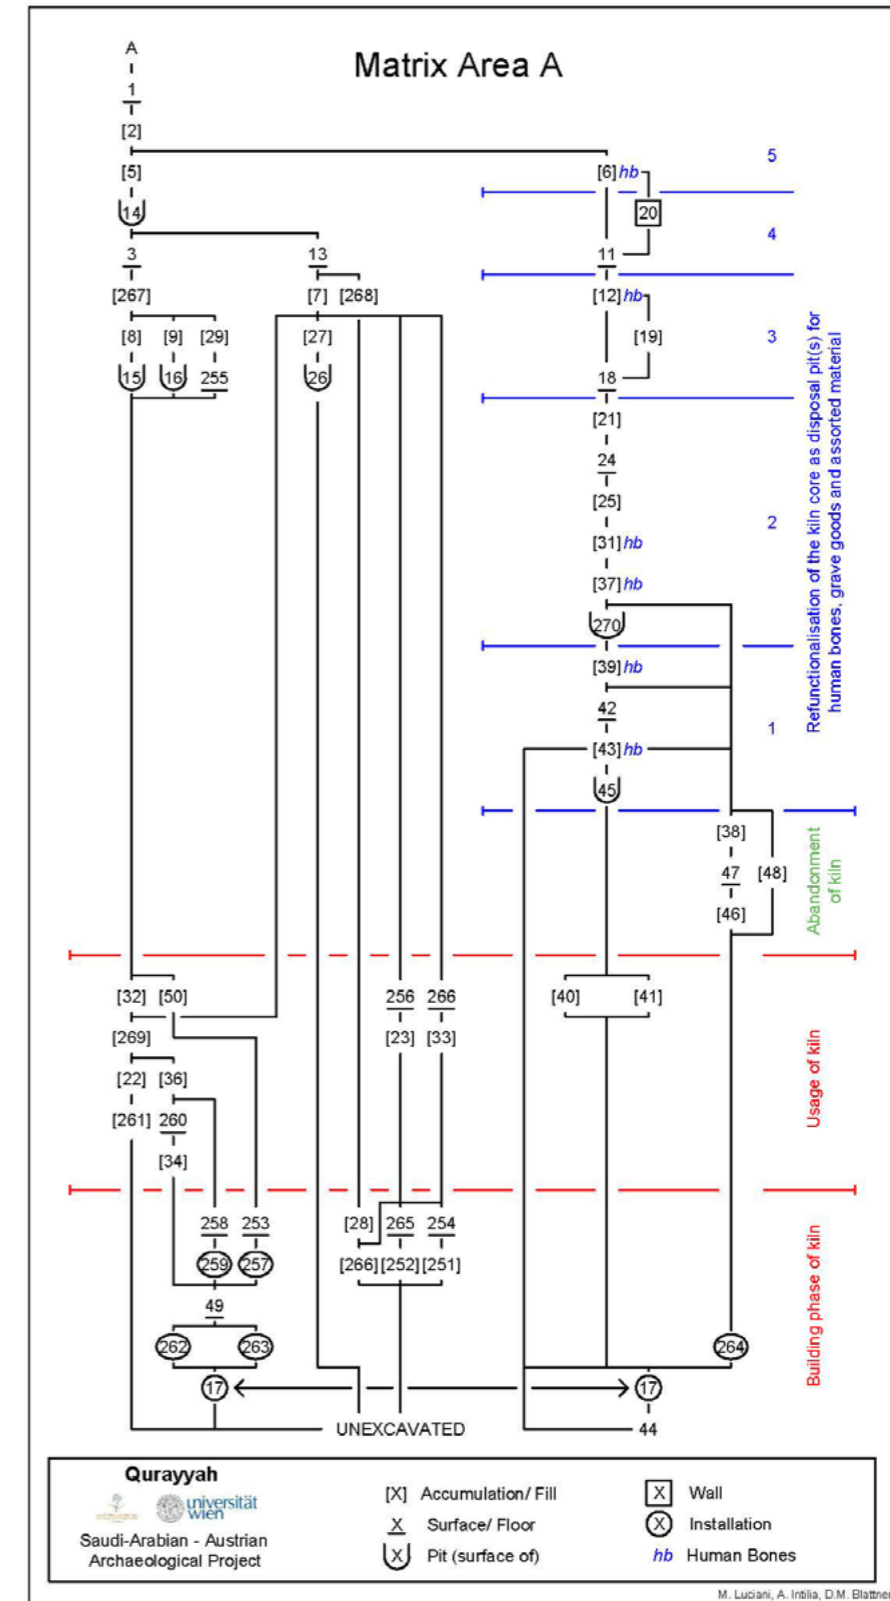 Matrix Area A
A
1
[2]
5
[5]
[6] hb
14
20
4
3
13
11
[267]
[7]
[268]
[12] hb
[8]
[9]
[29]
[27]
[19]
3
15
16
255
26
18
[21]
24
[25]
2
[31] hb
[37] hb
270
[39] hb
42
1
[43] hb
45
Refunctionalisation of the kiln core as disposal pit(s) for
human bones, grave goods and assorted material
[38]
47
[48]
[46]
Abandonment
of kiln
[32]
[50]
256
266
[40]
[41]
[269]
[23]
[33]
[22]
[36]
[261]
260
[34]
Usage of kiln
258
253
[28]
265
254
259
257
[266]
[252]
[251]
49
262
263
264
17
17
Building phase of kiln
UNEXCAVATED
44
Qurayyah
universität
wien
Saudi-Arabian - Austrian
Archaeological Project
[X] Accumulation/ Fill
X Surface/ Floor
X Pit (surface of)
X Wall
X Installation
hb Human Bones
M. Luciani, A. Intilia, D.M. Blattner